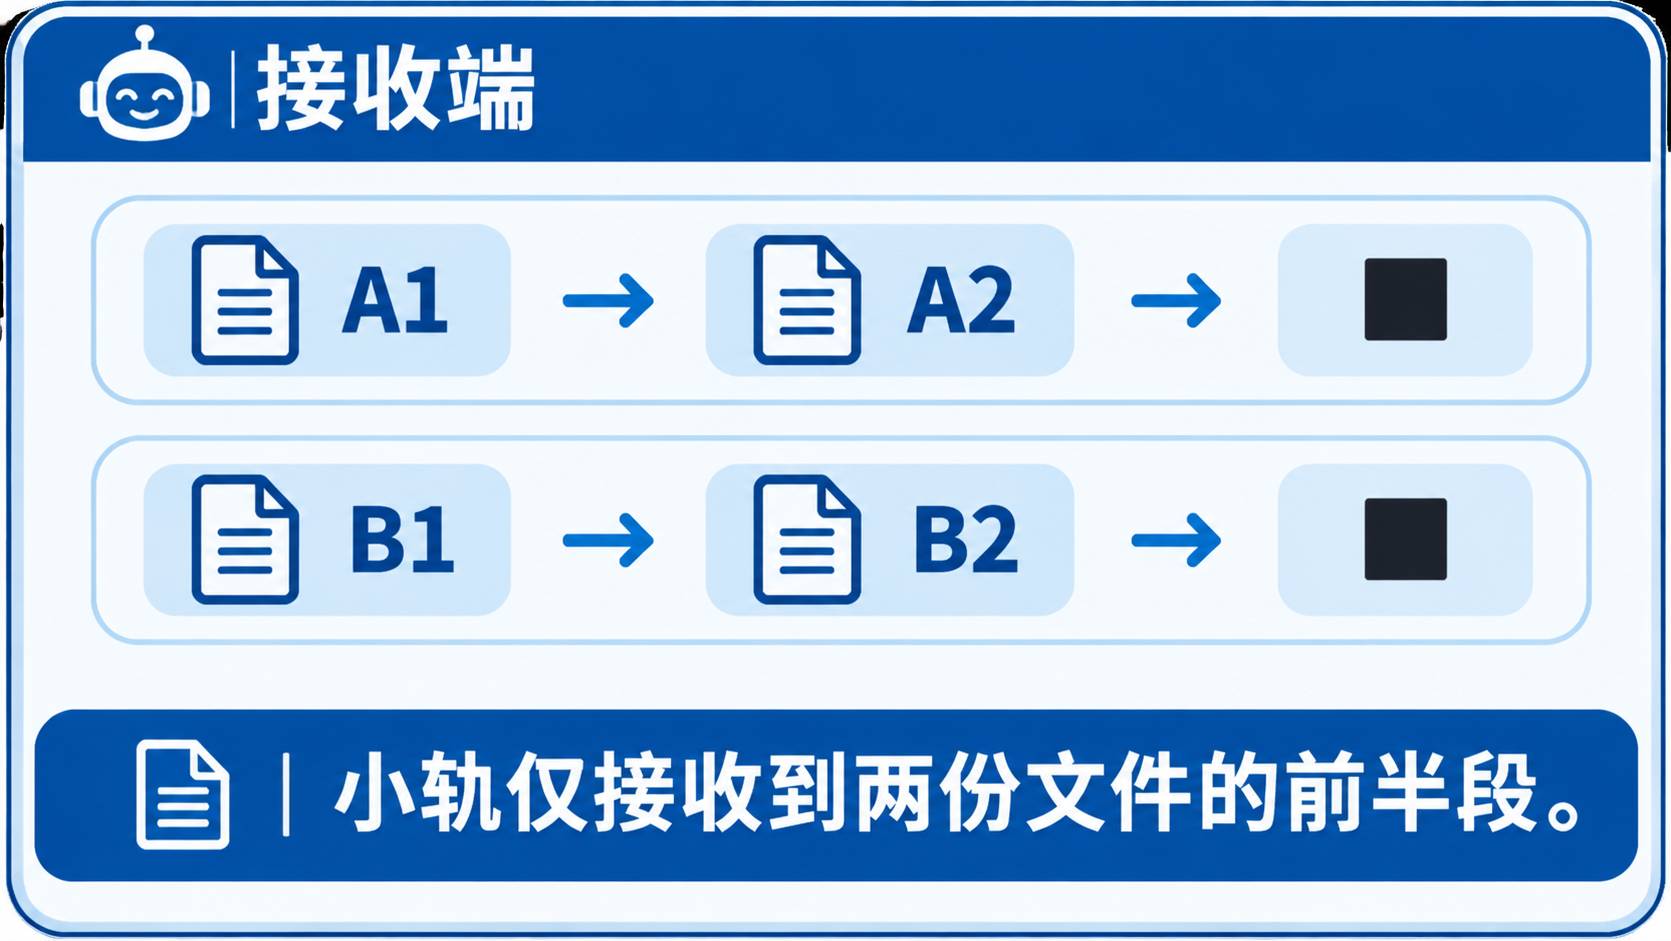 接收端
A1 → A2 → ■
B1 → B2 → ■
小轨仅接收到两份文件的前半段。